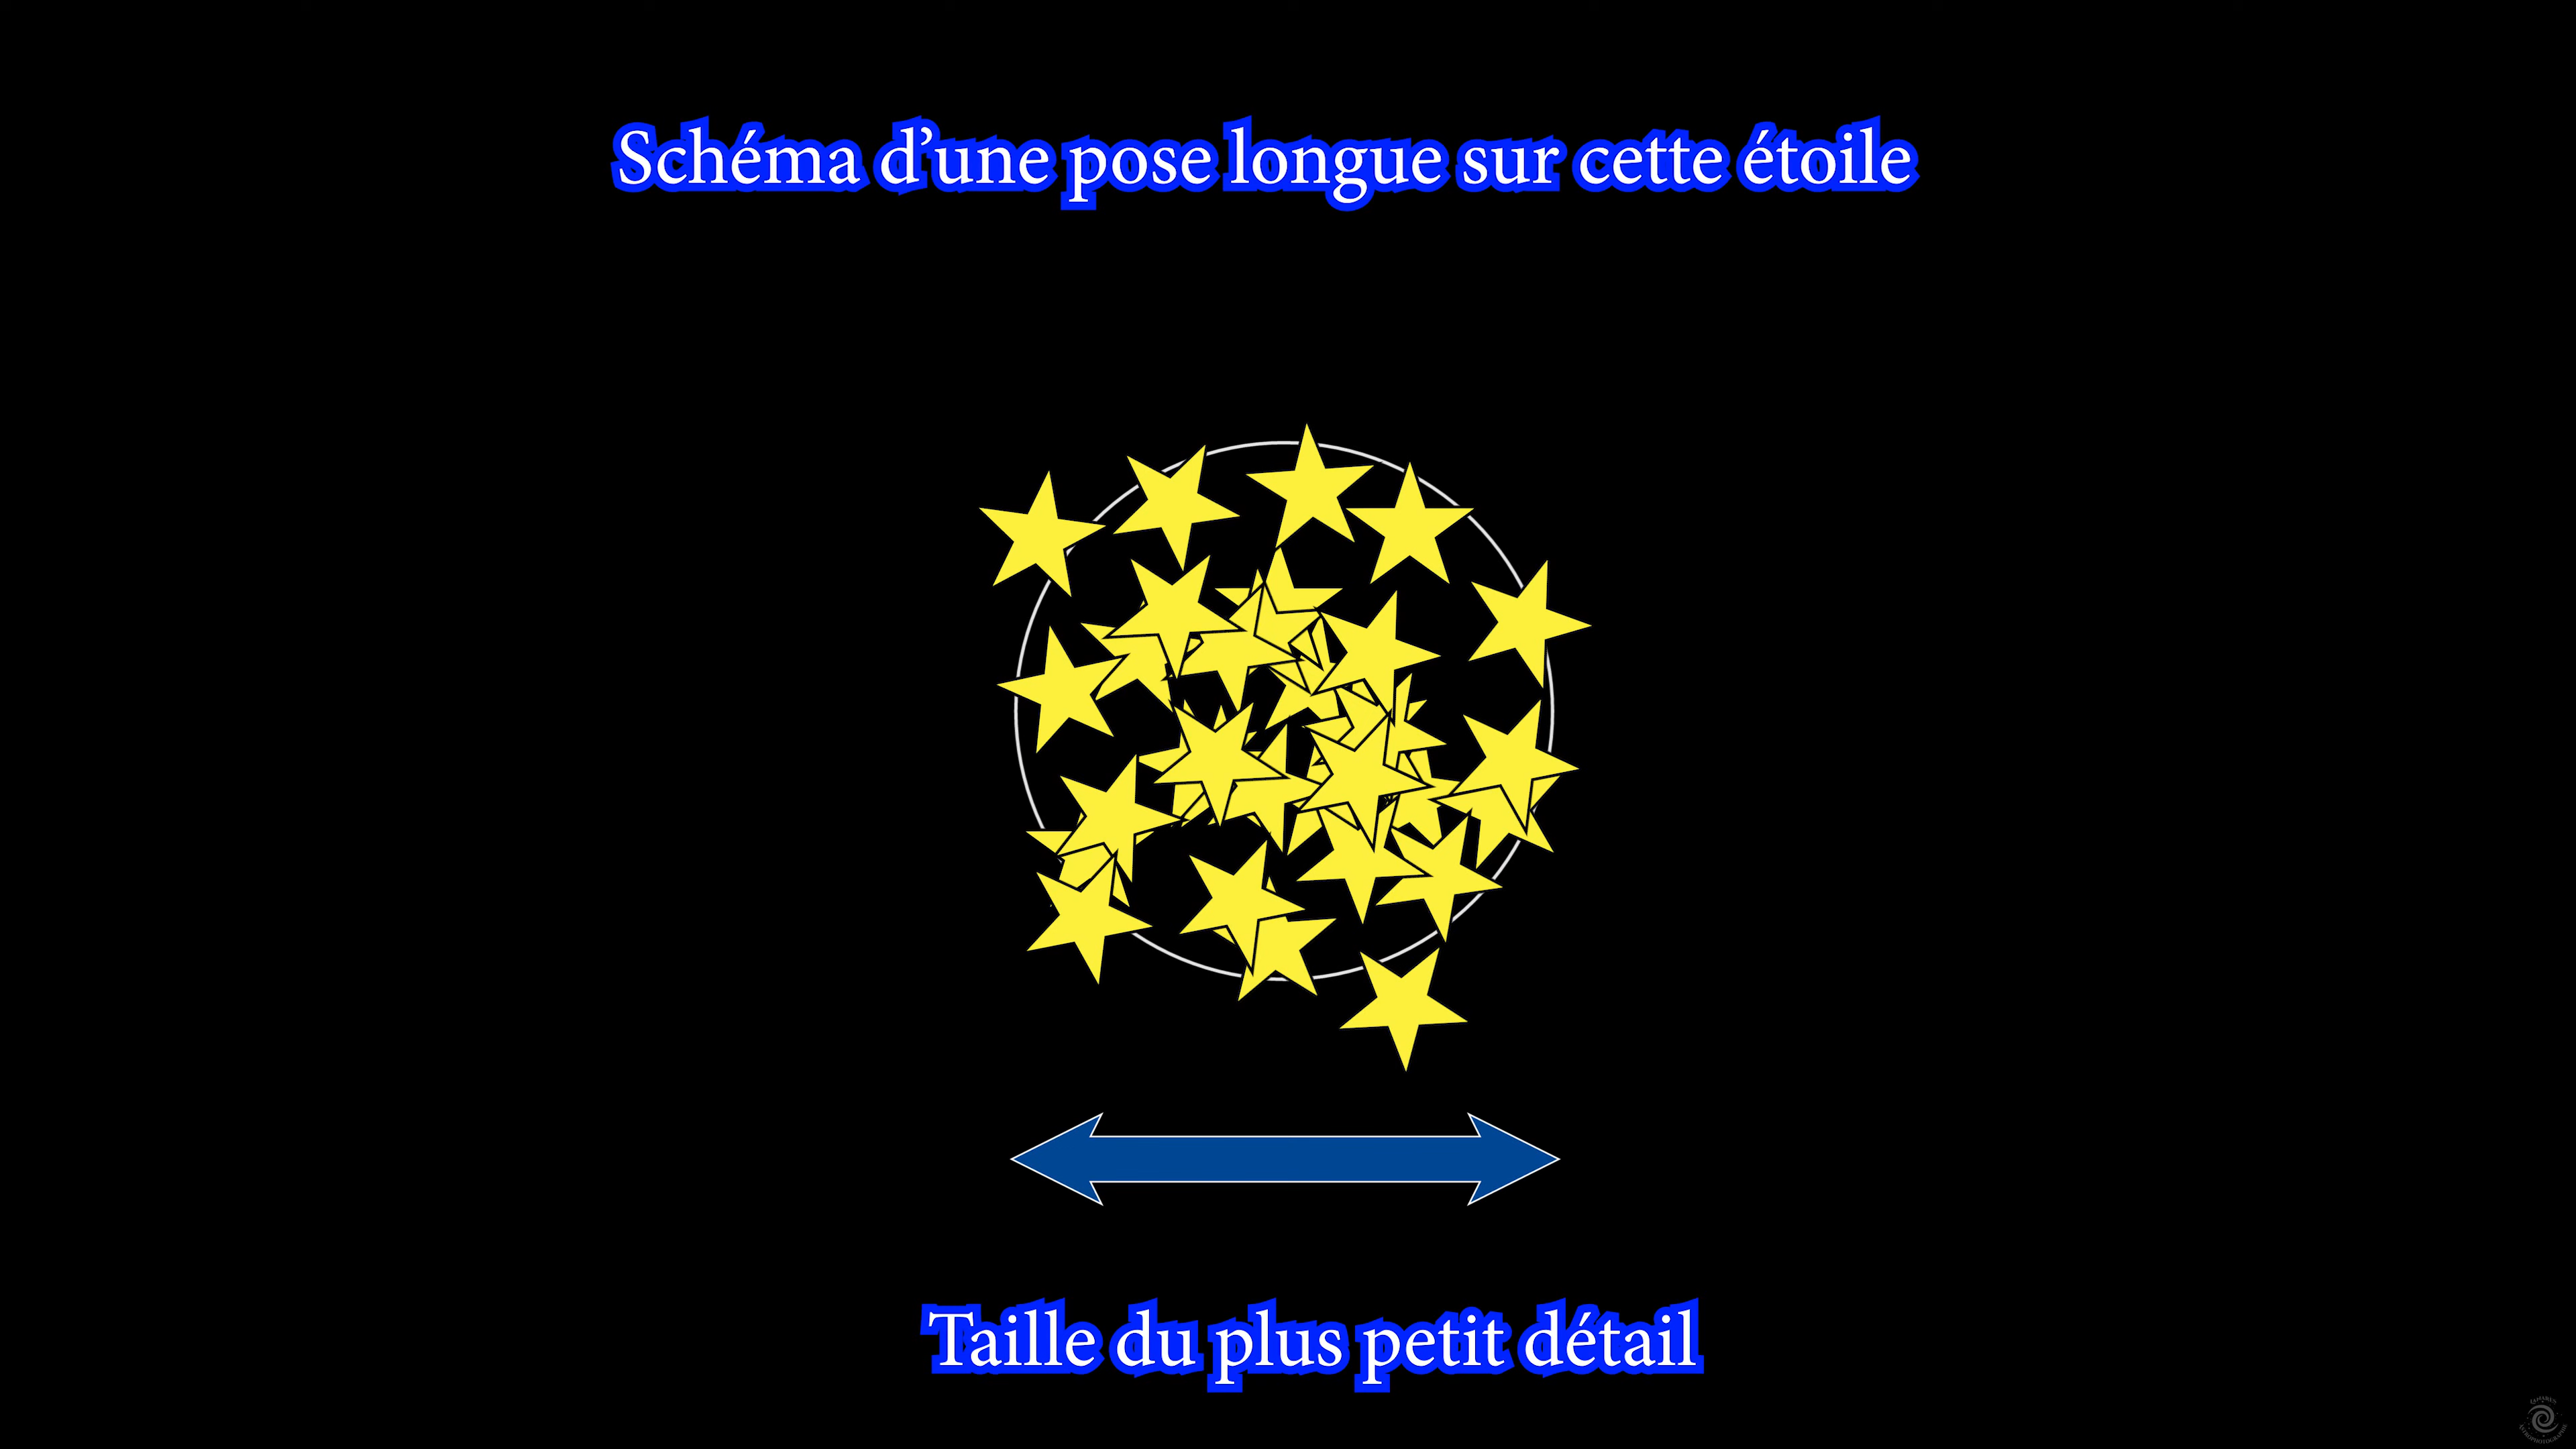 Schéma d’une pose longue sur cette étoile
Taille du plus petit détail